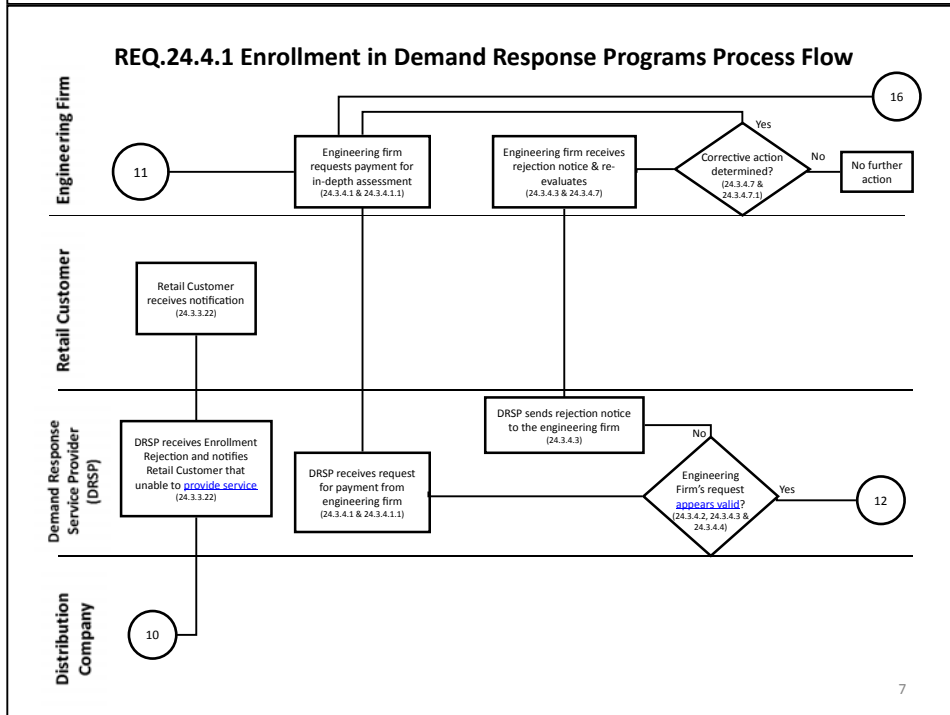 REQ.24.4.1 Enrollment in Demand Response Programs Process Flow
Engineering Firm
11
Engineering firm
requests payment for
in-depth assessment
(24.3.4.1 & 24.3.4.1.1)
Engineering firm receives
rejection notice & re-
evaluates
(24.3.4.3 & 24.3.4.7)
Yes
Corrective action
determined?
(24.3.4.7 &
24.3.4.7.1)
No
No further
action
16
Retail Customer
Retail Customer
receives notification
(24.3.3.22)
Demand Response
Service Provider
(DRSP)
DRSP receives Enrollment
Rejection and notifies
Retail Customer that
unable to provide service
(24.3.3.22)
DRSP receives request
for payment from
engineering firm
(24.3.4.1 & 24.3.4.1.1)
DRSP sends rejection notice
to the engineering firm
(24.3.4.3)
No
Engineering
Firm's request
appears valid?
(24.3.4.2, 24.3.4.3 &
24.3.4.4)
Yes
12
Distribution
Company
10
7